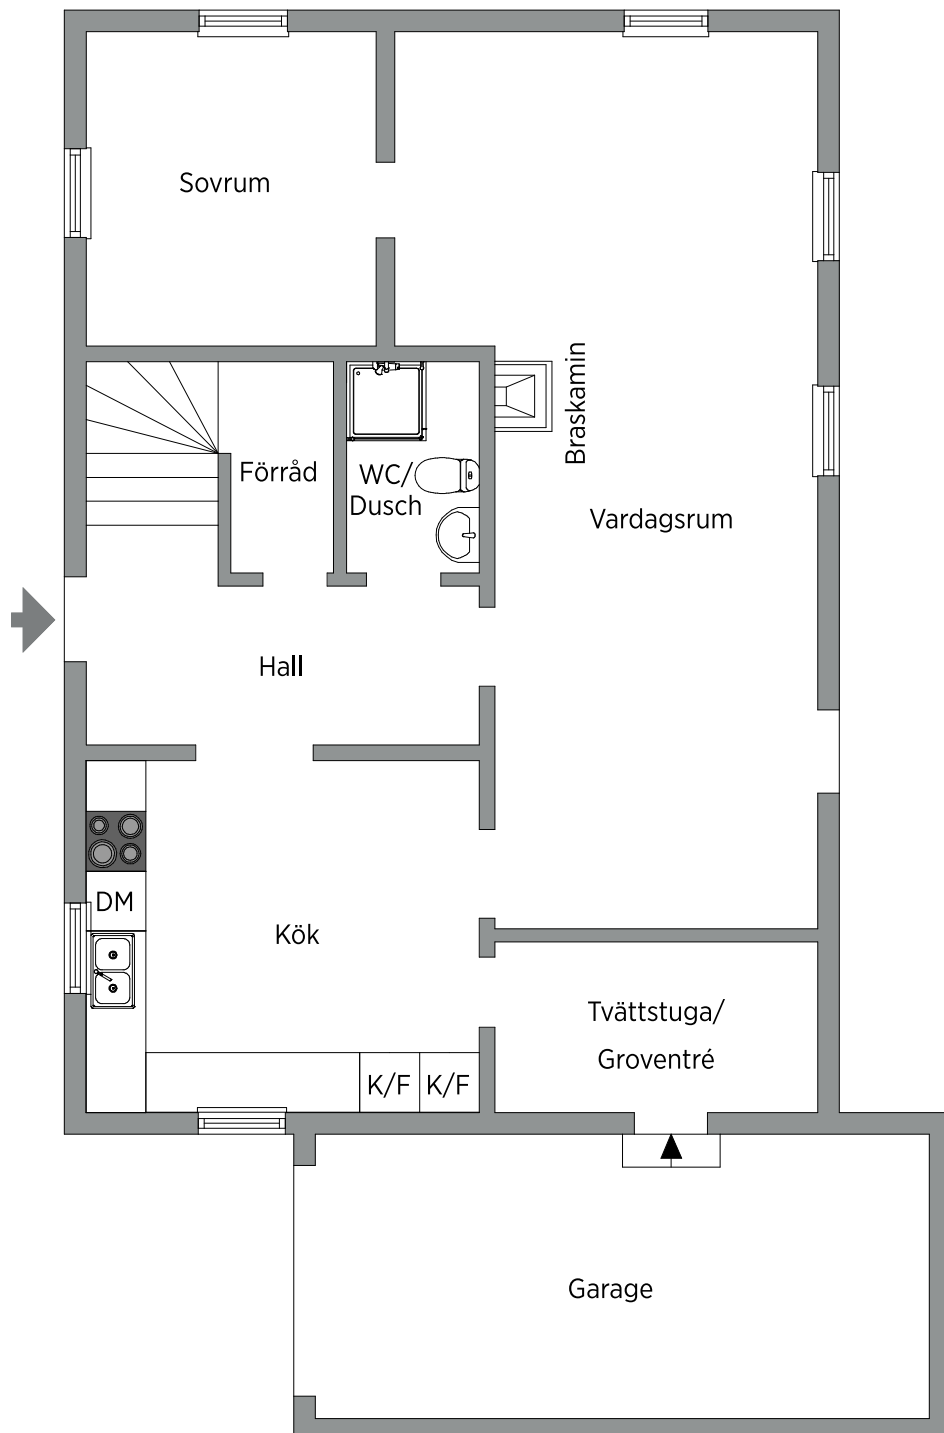 Sovrum
Braskamin
Förråd
WC/
Dusch
Vardagsrum
Hall
DM
Kök
Tvättstuga/
Groventré
K/F K/F
Garage